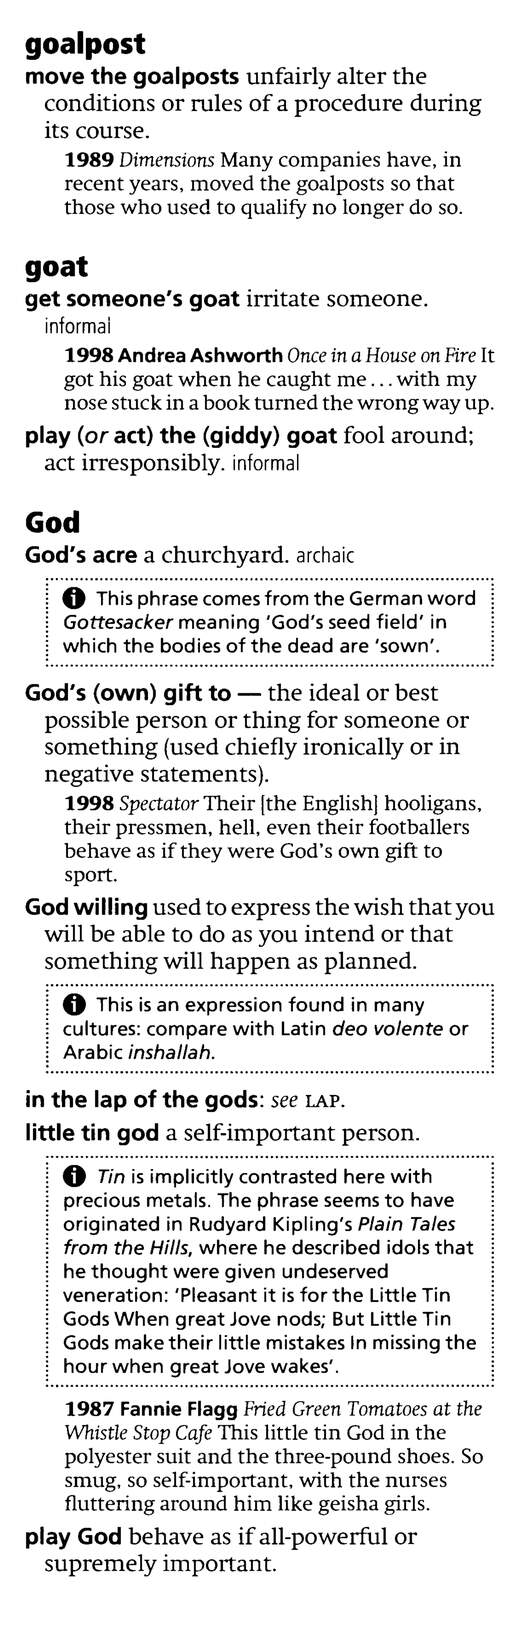 goalpost
move the goalposts unfairly alter the
conditions or rules of a procedure during
its course.
1989 Dimensions Many companies have, in
recent years, moved the goalposts so that
those who used to qualify no longer do so.
goat
get someone's goat irritate someone.
informal
1998 Andrea Ashworth Once in a House on Fire It
got his goat when he caught me...with my
nose stuck in a book turned the wrong way up.
play (or act) the (giddy) goat fool around;
act irresponsibly. informal
God
God's acre a churchyard. archaic
This phrase comes from the German word
Gottesacker meaning 'God's seed field' in
which the bodies of the dead are 'sown'.
God's (own) gift to — the ideal or best
possible person or thing for someone or
something (used chiefly ironically or in
negative statements).
1998 Spectator Their [the English] hooligans,
their pressmen, hell, even their footballers
behave as if they were God's own gift to
sport.
God willing used to express the wish that you
will be able to do as you intend or that
something will happen as planned.
This is an expression found in many
cultures: compare with Latin deo volente or
Arabic inshallah.
in the lap of the gods: see LAP.
little tin god a self-important person.
Tin is implicitly contrasted here with
precious metals. The phrase seems to have
originated in Rudyard Kipling's Plain Tales
from the Hills, where he described idols that
he thought were given undeserved
veneration: 'Pleasant it is for the Little Tin
Gods When great Jove nods; But Little Tin
Gods make their little mistakes In missing the
hour when great Jove wakes'.
1987 Fannie Flagg Fried Green Tomatoes at the
Whistle Stop Cafe This little tin God in the
polyester suit and the three-pound shoes. So
smug, so self-important, with the nurses
fluttering around him like geisha girls.
play God behave as if all-powerful or
supremely important.